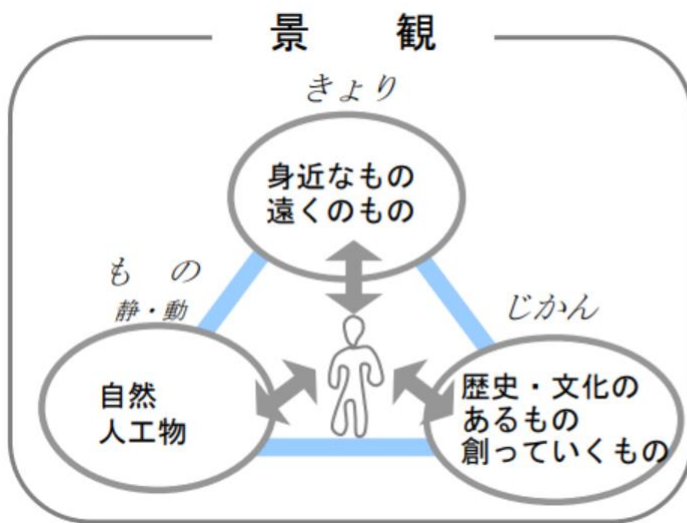 景 観
きょり
身近なもの
遠くのもの
もの
静・動
自然
人工物
じかん
歴史・文化の
あるもの
創っていくもの